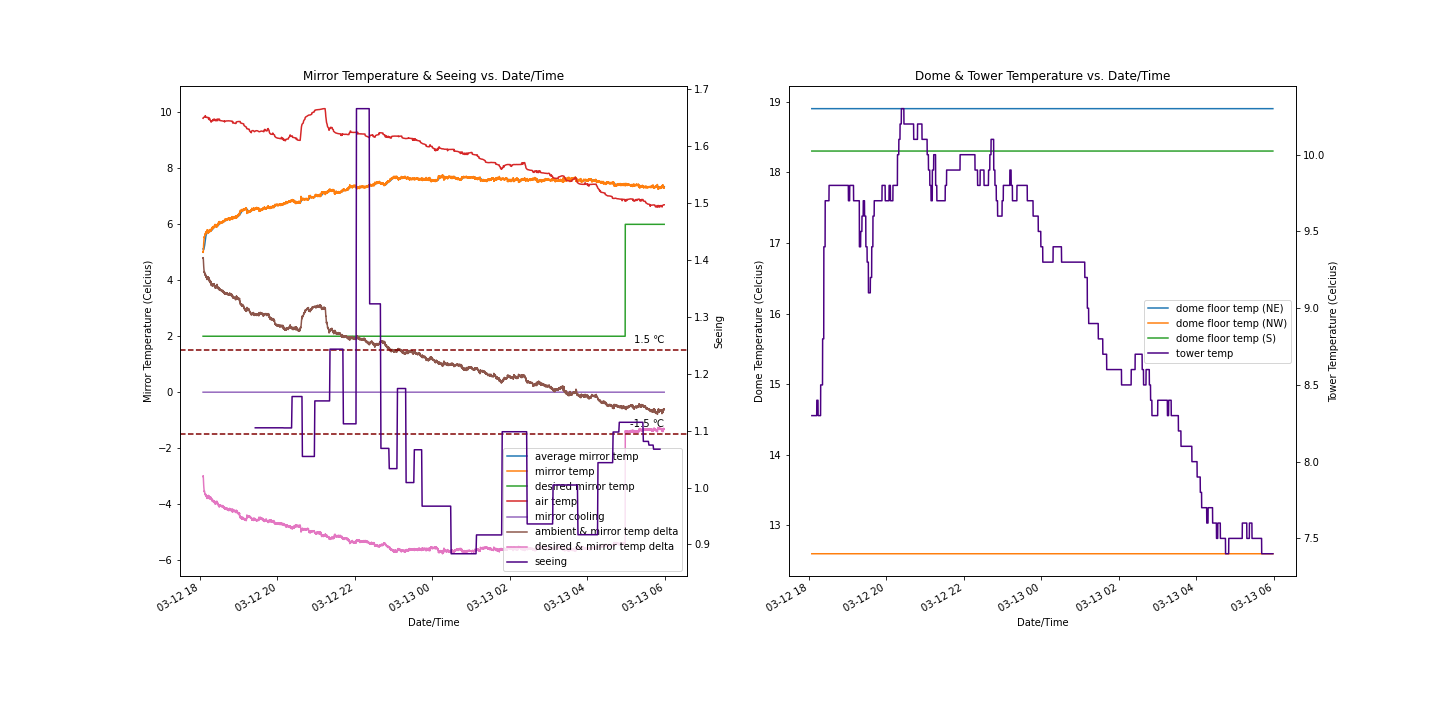 Mirror Temperature & Seeing vs. Date/Time
Mirror Temperature (Celcius)
10
8
6
4
2
0
−2
−4
−6
1.7
1.6
1.5
1.4
1.3
1.2
1.1
1.0
0.9
Seeing
1.5 °C
-1.5 °C
average mirror temp
mirror temp
desired mirror temp
air temp
mirror cooling
ambient & mirror temp delta
desired & mirror temp delta
seeing
03-12 18
03-12 20
03-12 22
03-13 00
03-13 02
03-13 04
03-13 06
Date/Time
Dome & Tower Temperature vs. Date/Time
Dome Temperature (Celcius)
19
18
17
16
15
14
13
10.0
9.5
9.0
8.5
8.0
7.5
Tower Temperature (Celcius)
dome floor temp (NE)
dome floor temp (NW)
dome floor temp (S)
tower temp
03-12 18
03-12 20
03-12 22
03-13 00
03-13 02
03-13 04
03-13 06
Date/Time